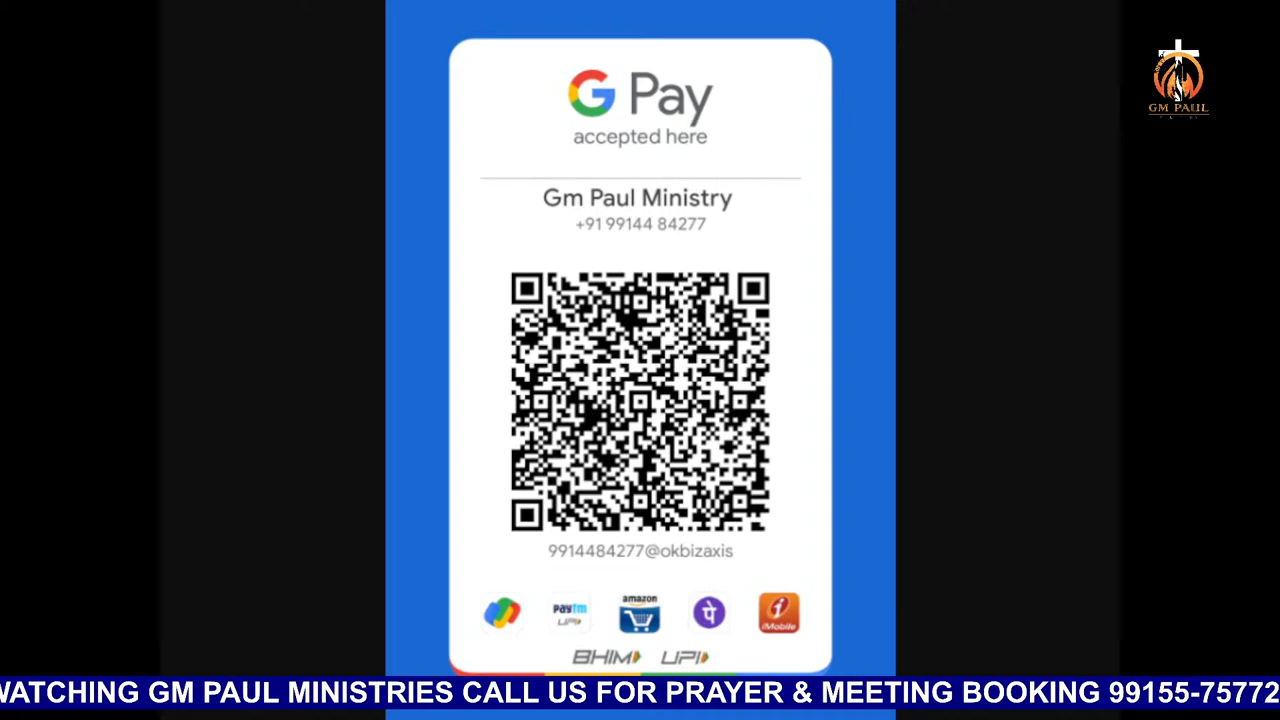 G Pay
accepted here
GM PAUL
Gm Paul Ministry
+91 99144 84277
9914484277@okbizaxis
Paytm
UPI
amazon
पे
iMobile
BHIM UPI
WATCHING GM PAUL MINISTRIES CALL US FOR PRAYER & MEETING BOOKING 99155-75772